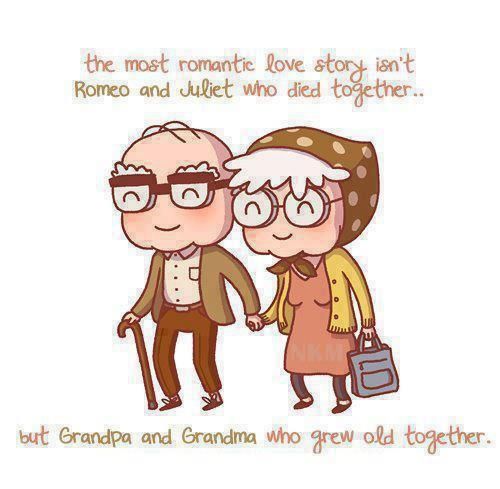 the most romantic love story isn't
Romeo and Juliet who died together..
NKM
but Grandpa and Grandma who grew old together.